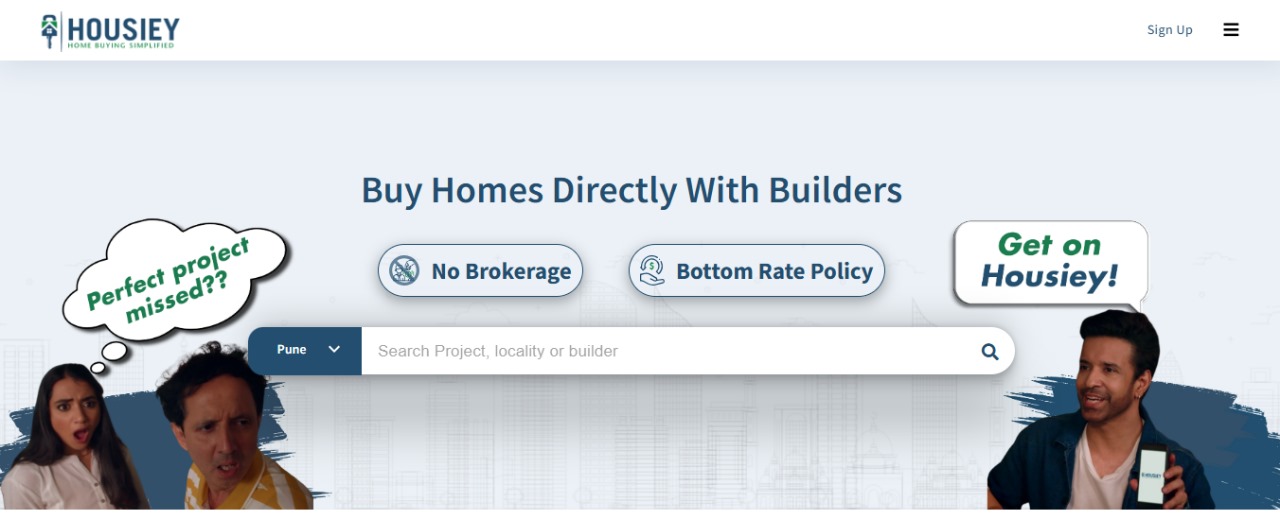 HOUSIEY
HOME BUYING SIMPLIFIED
Sign Up
Buy Homes Directly With Builders
Perfect project
missed??
No Brokerage
Bottom Rate Policy
Get on
Housiey!
Pune
Search Project, locality or builder
HOUSIEY